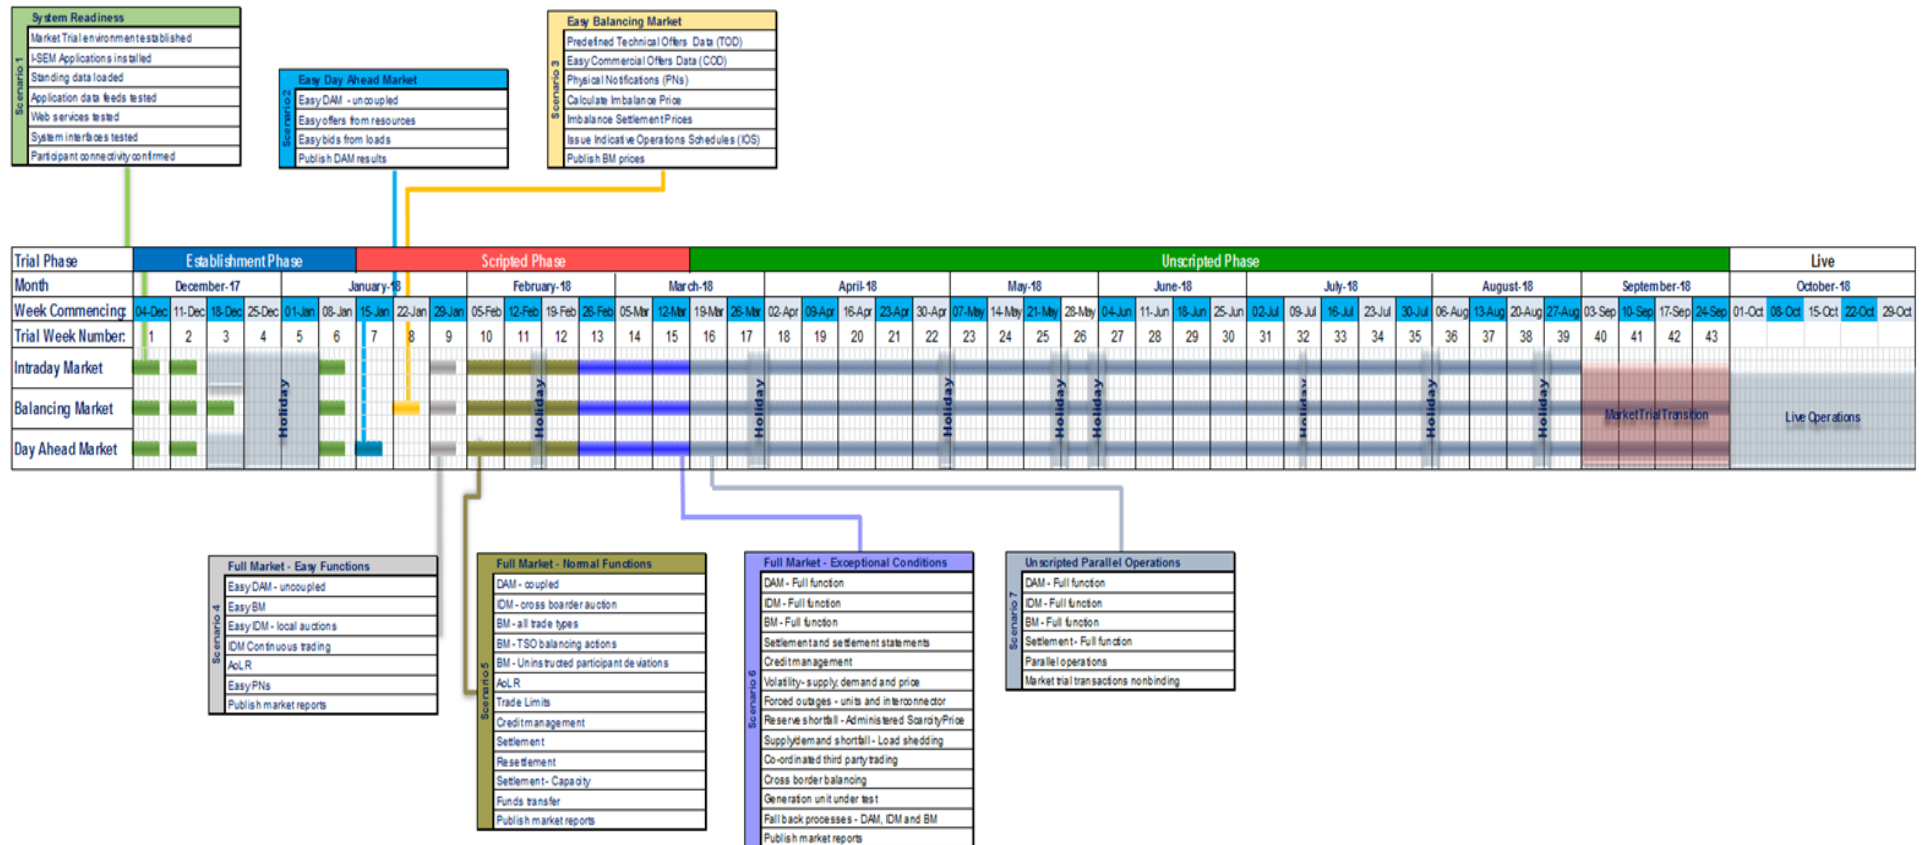 System Readiness
Scenario 1
Market Trial environment established
I-SEM Applications installed
Standing data loaded
Application data feeds tested
Web services tested
System interfaces tested
Participant connectivity confirmed
Easy Day Ahead Market
Scenario 2
Easy DAM - uncoupled
Easy offers from resources
Easy bids from loads
Publish DAM results
Easy Balancing Market
Scenario 3
Predefined Technical Offers Data (TOD)
Easy Commercial Offers Data (COD)
Physical Notifications (PNs)
Calculate Imbalance Price
Imbalance Settlement Prices
Issue Indicative Operations Schedules (IOS)
Publish BM prices
Trial Phase Establishment Phase Scripted Phase Unscripted Phase Live
Month December-17 January-18 February-18 March-18 April-18 May-18 June-18 July-18 August-18 September-18 October-18
Week Commencing: 04-Dec 11-Dec 18-Dec 25-Dec 01-Jan 08-Jan 15-Jan 22-Jan 29-Jan 05-Feb 12-Feb 19-Feb 26-Feb 05-Mar 12-Mar 19-Mar 26-Mar 02-Apr 09-Apr 16-Apr 23-Apr 30-Apr 07-May 14-May 21-May 28-May 04-Jun 11-Jun 18-Jun 25-Jun 02-Jul 09-Jul 16-Jul 23-Jul 30-Jul 06-Aug 13-Aug 20-Aug 27-Aug 03-Sep 10-Sep 17-Sep 24-Sep 01-Oct 08-Oct 15-Oct 22-Oct 29-Oct
Trial Week Number: 1 2 3 4 5 6 7 8 9 10 11 12 13 14 15 16 17 18 19 20 21 22 23 24 25 26 27 28 29 30 31 32 33 34 35 36 37 38 39 40 41 42 43
Intraday Market
Balancing Market
Day Ahead Market
Holiday
Holiday
Holiday
Holiday
Holiday
Holiday
Holiday
Holiday
Holiday
Market Trial Transition
Live Operations
Full Market - Easy Functions
Scenario 4
Easy DAM - uncoupled
Easy BM
Easy IDM - local auctions
IDM Continuous trading
AoLR
Easy PNs
Publish market reports
Full Market - Normal Functions
Scenario 5
DAM - coupled
IDM - cross boarder auction
BM - all trade types
BM - TSO balancing actions
BM - Uninstructed participant deviations
AoLR
Trade Limits
Credit management
Settlement
Resettlement
Settlement - Capacity
Funds transfer
Publish market reports
Full Market - Exceptional Conditions
Scenario 6
DAM - Full function
IDM - Full function
BM - Full function
Settlement and settlement statements
Credit management
Volatility - supply, demand and price
Forced outages - units and interconnector
Reserve shortfall - Administered Scarcity Price
Supply/demand shortfall - Load shedding
Co-ordinated third party trading
Cross border balancing
Generation unit under test
Fall back processes - DAM, IDM and BM
Publish market reports
Unscripted Parallel Operations
Scenario 7
DAM - Full function
IDM - Full function
BM - Full function
Settlement - Full function
Parallel operations
Market trial transactions nonbinding